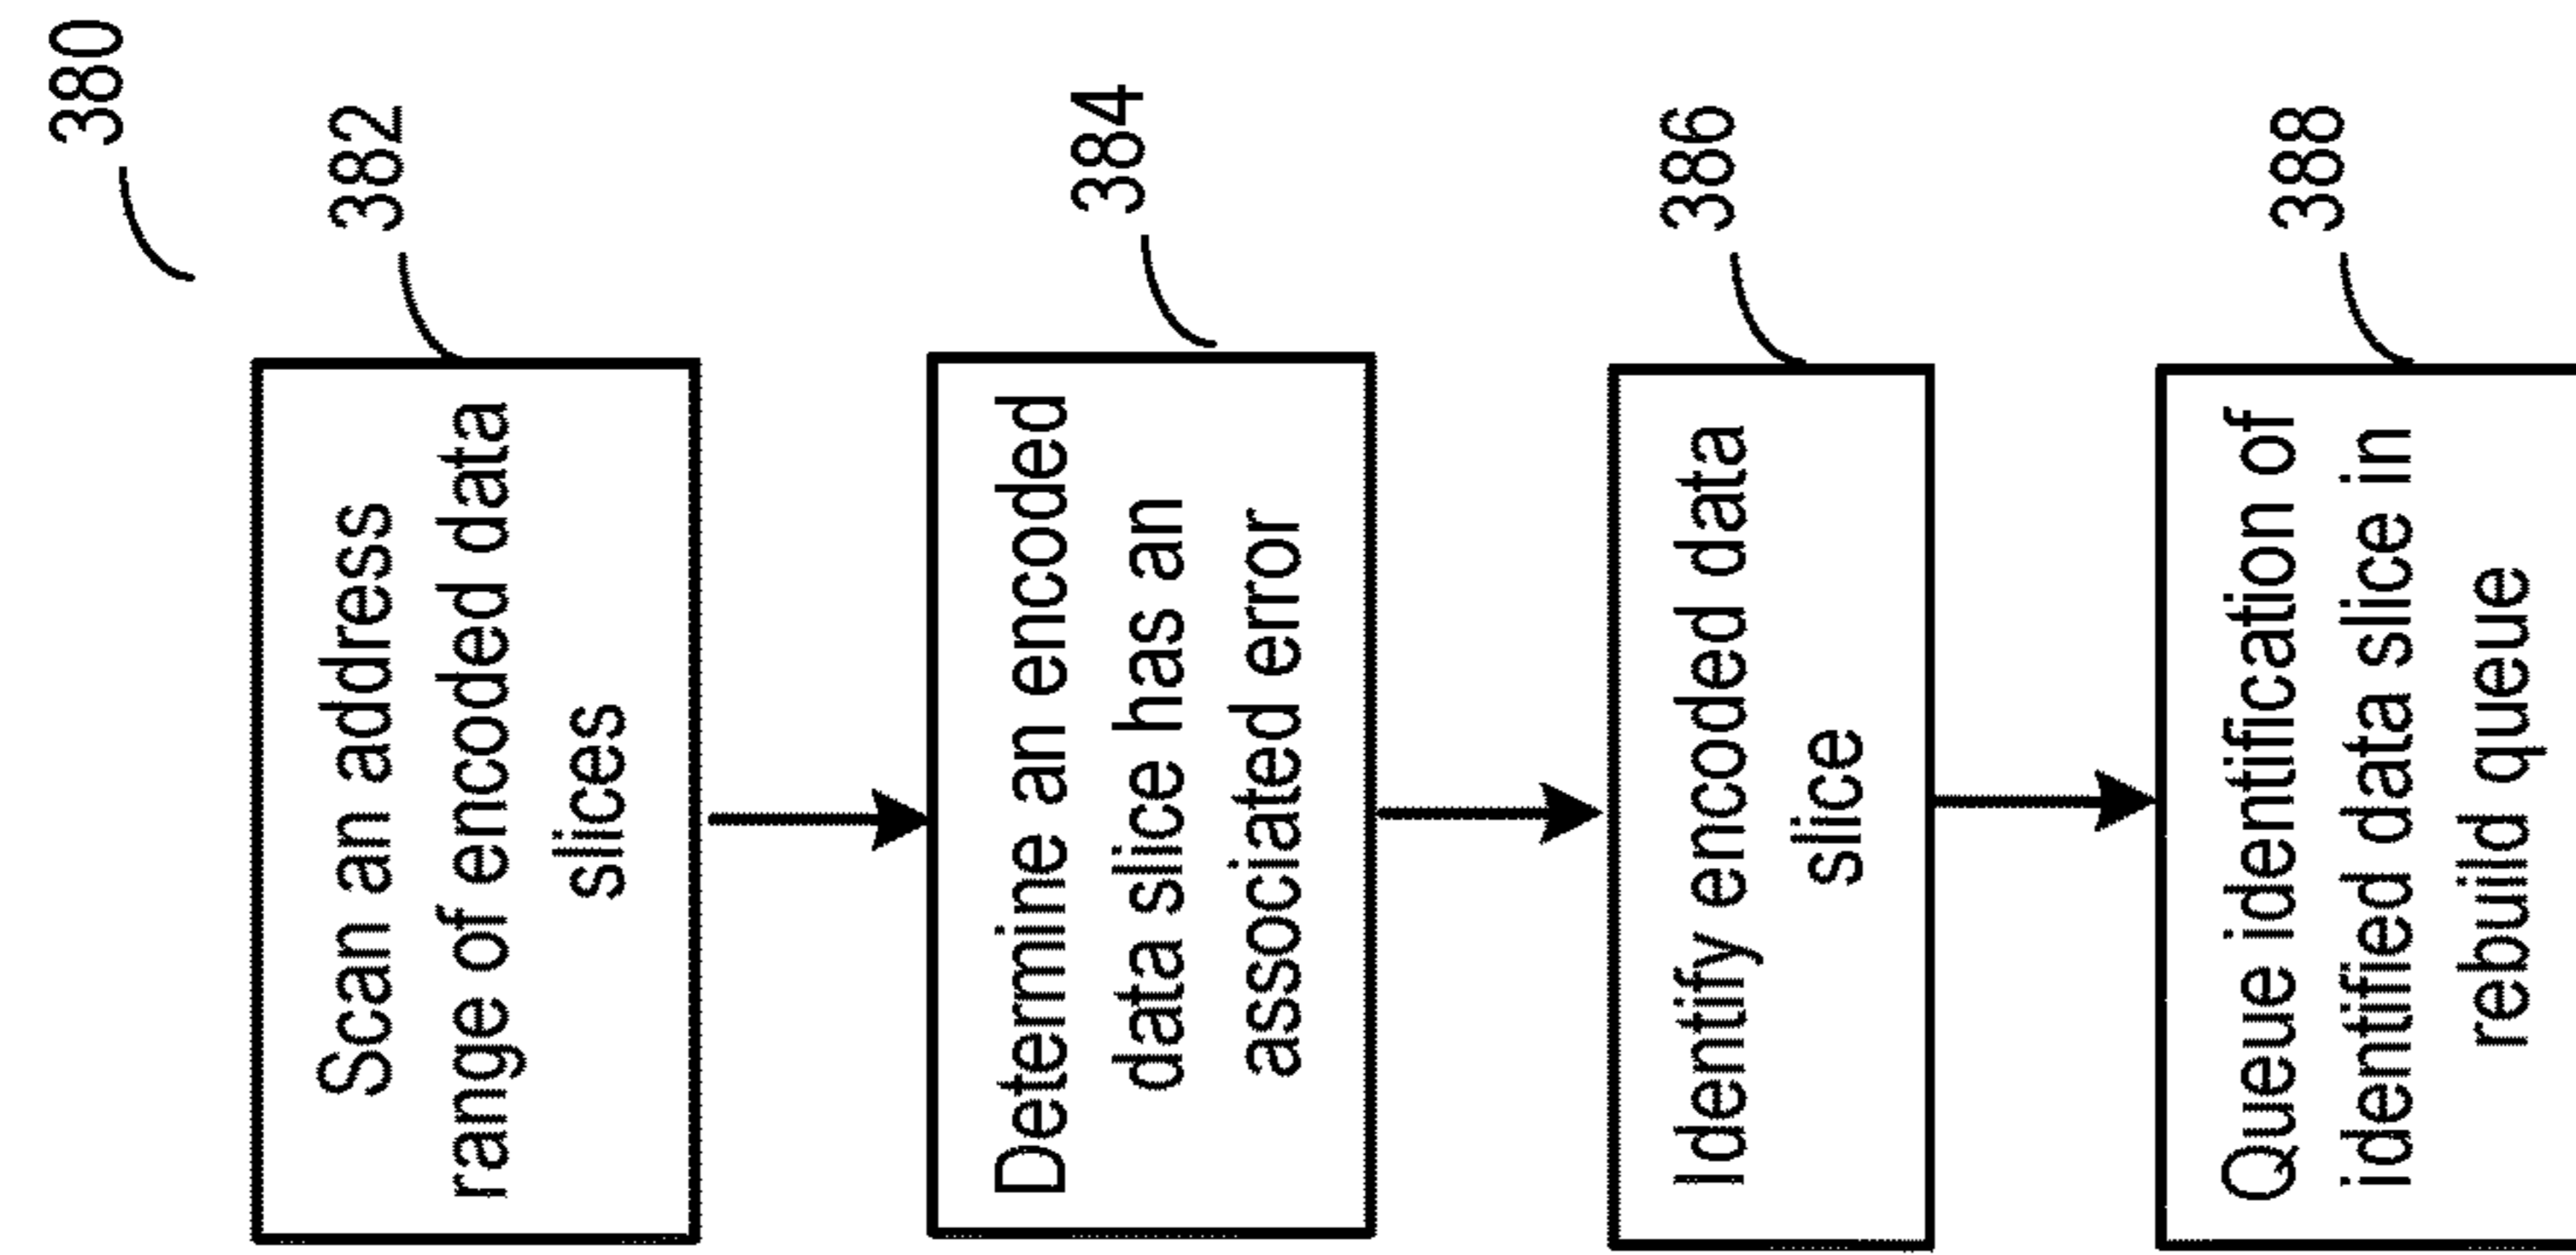 380
382
Scan an address
range of encoded data
slices
384
Determine an encoded
data slice has an
associated error
386
Identify encoded data
slice
388
Queue identification of
identified data slice in
rebuild queue